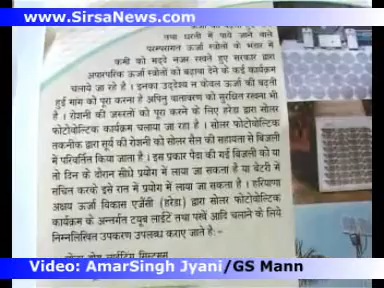 www.SirsaNews.com
तथा धरती में पाये जाने वाले
परम्परागत ऊर्जा स्त्रोतों के भंडार में
कमी को मद्दे नजर रखते हुए सरकार द्वारा
अपारपरिक ऊर्जा स्त्रोतों को बढ़ावा देने के कई कार्यक्रम
चलाये जा रहे है । इनका उद्देश्य न केवल ऊर्जा की बढती
हुई मांग को पूरा करना है अपितु वातावरण को सुरक्षित रखना भी
है । रोशनी की जरुरतों को पूरा करने के लिए हरेडा द्वारा सोलर
फोटोवोल्टिक कार्यक्रम चलाया जा रहा है । सोलर फोटोवोल्टिक
तकनीक द्वारा सूर्य की रोशनी को सोलर सैल की सहायता से बिजली
में परिवर्तित किया जाता है । इस प्रकार पैदा की गई बिजली को या
तो दिन के दौरान सीधे प्रयोग में लाया जा सकता है या बेटरी में
संचित करके इसे रात में प्रयोग में लाया जा सकता है । हरियाणा
अक्षय ऊर्जा विकास एजेंसी (हरेडा) द्वारा सोलर फोटोवोल्टिक
कार्यक्रम के अन्तर्गत टयूब लाईटें तथा पखें आदि चलाने के लिये
निम्नलिखित उपकरण उपलब्ध कराए जाते है:-
Video: AmarSingh Jyani/GS Mann